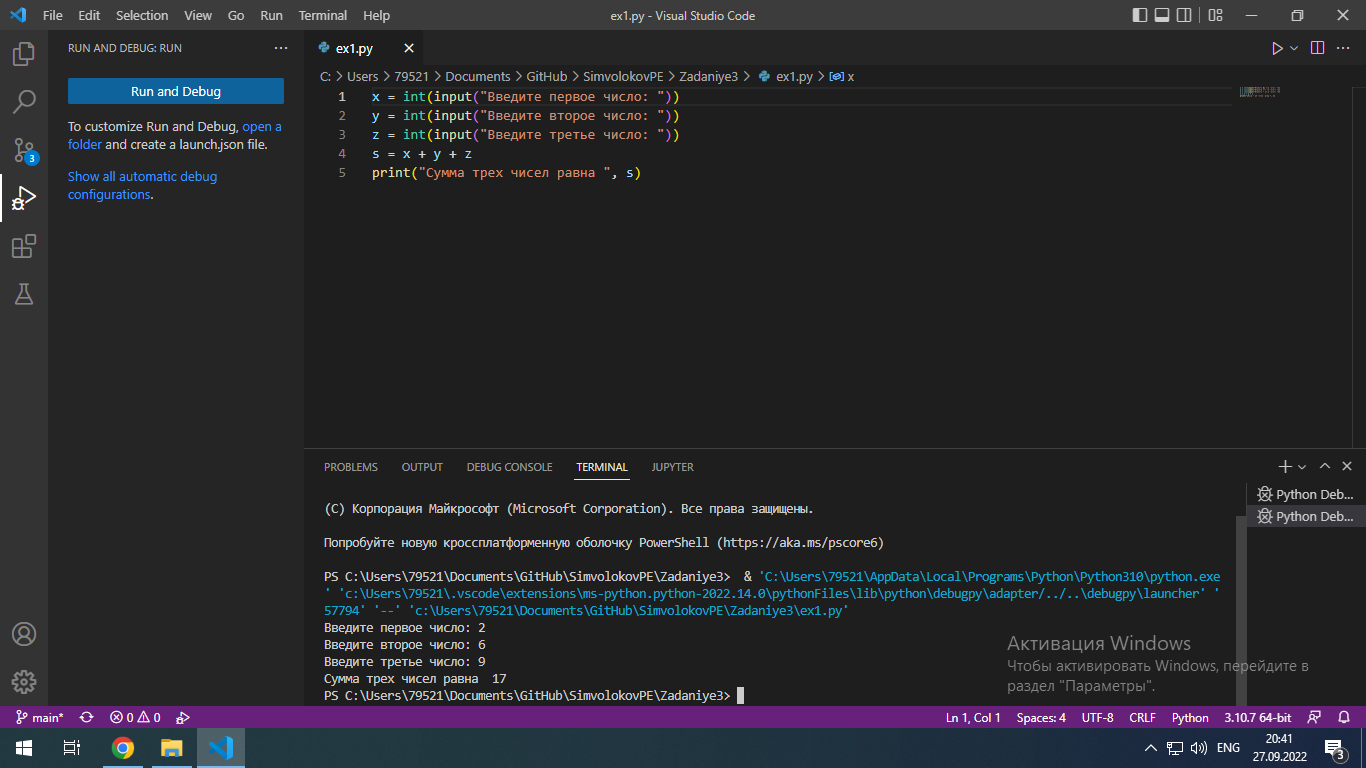 File Edit Selection View Go Run Terminal Help
ex1.py - Visual Studio Code
RUN AND DEBUG: RUN
Run and Debug
To customize Run and Debug, open a
folder and create a launch.json file.
Show all automatic debug
configurations.
3
ex1.py
C: > Users > 79521 > Documents > GitHub > SimvolokovPE > Zadaniye3 > ex1.py > x
1 x = int(input("Введите первое число: "))
2 y = int(input("Введите второе число: "))
3 z = int(input("Введите третье число: "))
4 s = x + y + z
5 print("Сумма трех чисел равна ", s)
PROBLEMS OUTPUT DEBUG CONSOLE TERMINAL JUPYTER
Python Deb...
Python Deb...
(C) Корпорация Майкрософт (Microsoft Corporation). Все права защищены.
Попробуйте новую кроссплатформенную оболочку PowerShell (https://aka.ms/pscore6)
PS C:\Users\79521\Documents\GitHub\SimvolokovPE\Zadaniye3>  & 'C:\Users\79521\AppData\Local\Programs\Python\Python310\python.exe
' 'c:\Users\79521\.vscode\extensions\ms-python.python-2022.14.0\pythonFiles\lib\python\debugpy\adapter/../..\debugpy\launcher' '
57794' '--' 'c:\Users\79521\Documents\GitHub\SimvolokovPE\Zadaniye3\ex1.py'
Введите первое число: 2
Введите второе число: 6
Введите третье число: 9
Сумма трех чисел равна  17
PS C:\Users\79521\Documents\GitHub\SimvolokovPE\Zadaniye3>
Активация Windows
Чтобы активировать Windows, перейдите в
раздел "Параметры".
main* 0 0
Ln 1, Col 1 Spaces: 4 UTF-8 CRLF Python 3.10.7 64-bit
ENG
20:41
27.09.2022
3